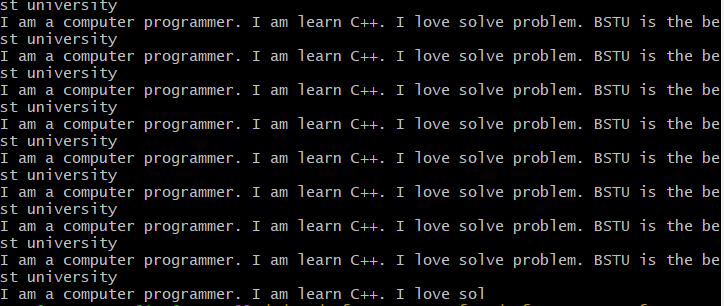 st university
I am a computer programmer. I am learn C++. I love solve problem. BSTU is the be
st university
I am a computer programmer. I am learn C++. I love solve problem. BSTU is the be
st university
I am a computer programmer. I am learn C++. I love solve problem. BSTU is the be
st university
I am a computer programmer. I am learn C++. I love solve problem. BSTU is the be
st university
I am a computer programmer. I am learn C++. I love solve problem. BSTU is the be
st university
I am a computer programmer. I am learn C++. I love solve problem. BSTU is the be
st university
I am a computer programmer. I am learn C++. I love solve problem. BSTU is the be
st university
I am a computer programmer. I am learn C++. I love solve problem. BSTU is the be
st university
I am a computer programmer. I am learn C++. I love sol